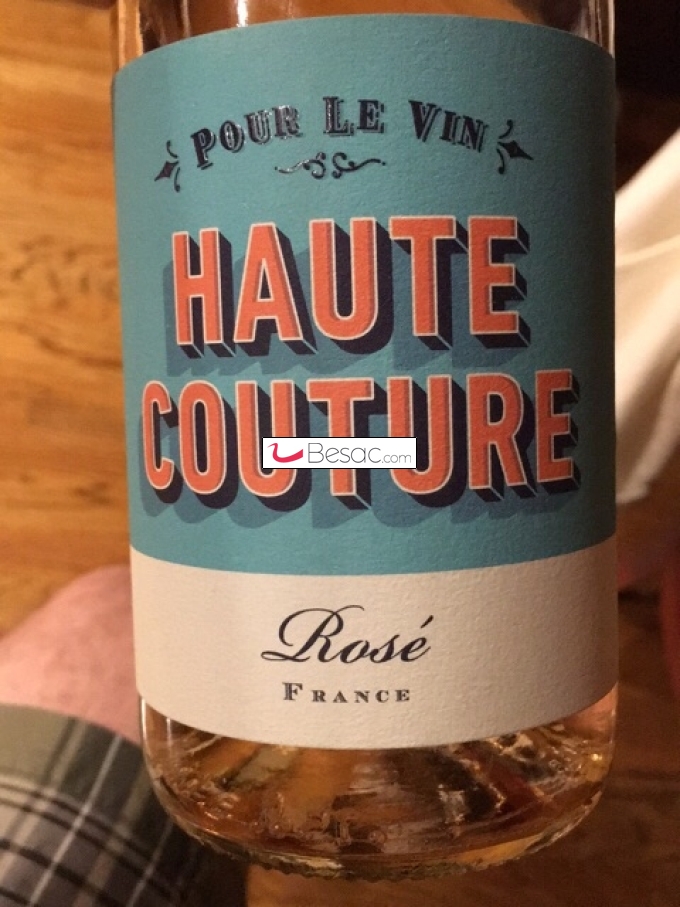 POUR LE VIN
HAUTE
COUTURE
Besac.com
Rosé
FRANCE